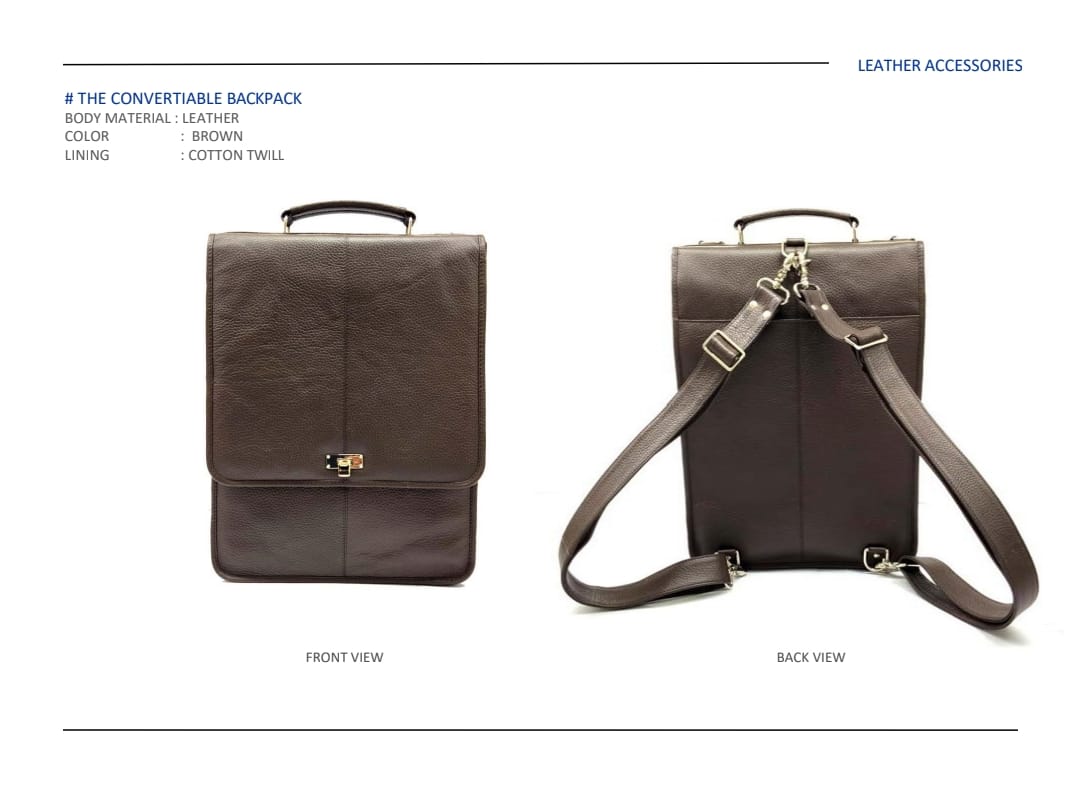 LEATHER ACCESSORIES
# THE CONVERTIABLE BACKPACK
BODY MATERIAL : LEATHER
COLOR : BROWN
LINING : COTTON TWILL
FRONT VIEW
BACK VIEW